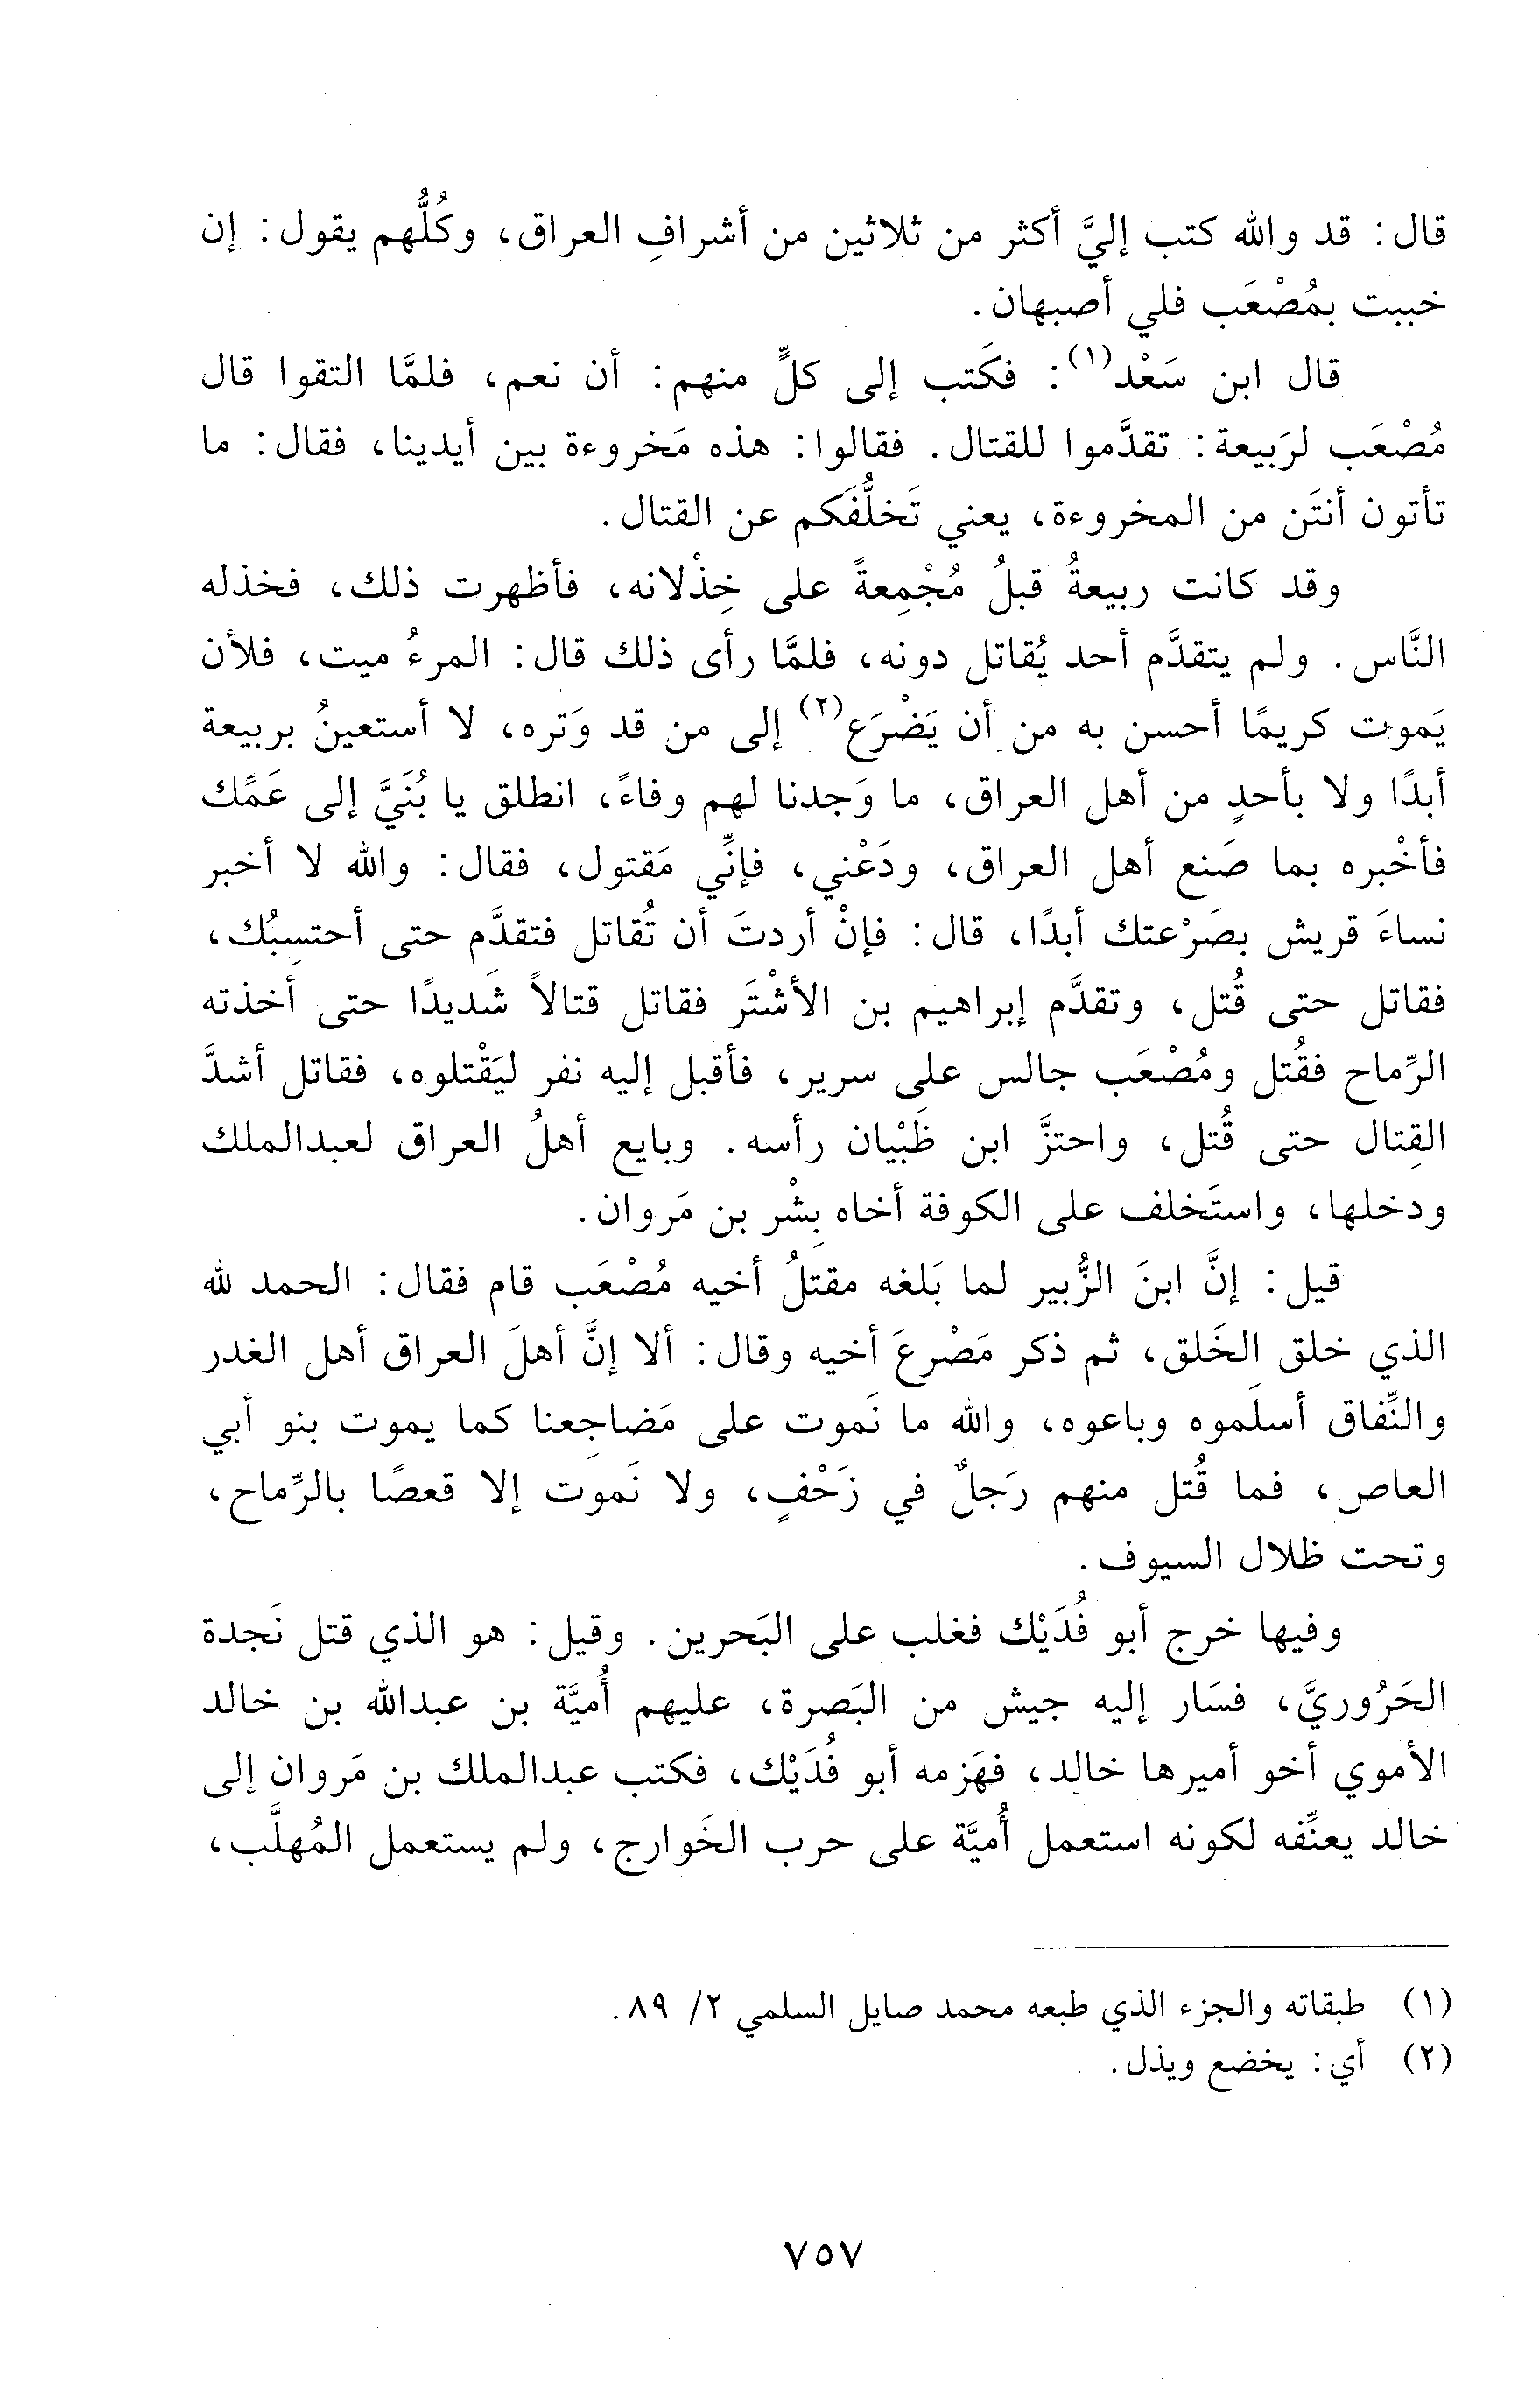 قال: قد والله كتب إليَّ أكثر من ثلاثين من أشرافِ العراق، وكُلُّهم يقول: إن
خببت بمُصْعَب فلي أصبهان.
قال ابن سَعْد(١): فكَتب إلى كلٍّ منهم: أن نعم، فلمَّا التقوا قال
مُصْعَب لرَبيعة: تقدَّموا للقتال. فقالوا: هذه مَخروءة بين أيدينا، فقال: ما
تأتون أنتَن من المخروءة، يعني تَخلُّفَكم عن القتال.
وقد كانت ربيعةُ قبلُ مُجْمِعةً على خِذْلانه، فأظهرت ذلك، فخذله
النَّاس. ولم يتقدَّم أحد يُقاتل دونه، فلمَّا رأى ذلك قال: المرءُ ميت، فلأن
يَموت كريمًا أحسن به من أن يَضْرَع(٢) إلى من قد وَتره، لا أستعينُ بربيعة
أبدًا ولا بأحدٍ من أهل العراق، ما وَجدنا لهم وفاءً، انطلق يا بُنَيَّ إلى عَمِّك
فأخْبره بما صَنع أهل العراق، ودَعْني، فإنِّي مَقتول، فقال: والله لا أخبر
نساءَ قريش بصَرْعتك أبدًا، قال: فإنْ أردتَ أن تُقاتل فتقدَّم حتى أحتسِبُك،
فقاتل حتى قُتل، وتقدَّم إبراهيم بن الأشْتَر فقاتل قتالاً شَديدًا حتى أخذته
الرِّماح فقُتل ومُصْعَب جالس على سرير، فأقبل إليه نفر ليَقْتلوه، فقاتل أشدَّ
القِتال حتى قُتل، واحتزَّ ابن ظَبْيان رأسه. وبايع أهلُ العراق لعبدالملك
ودخلها، واستَخلف على الكوفة أخاه بِشْر بن مَروان.
قيل: إنَّ ابنَ الزُّبير لما بَلغه مقتلُ أخيه مُصْعَب قام فقال: الحمد لله
الذي خلق الخَلق، ثم ذكر مَصْرعَ أخيه وقال: ألا إنَّ أهلَ العراق أهل الغدر
والنِّفاق أسلَموه وباعوه، والله ما نَموت على مَضاجِعنا كما يموت بنو أبي
العاص، فما قُتل منهم رَجلٌ في زَحْفٍ، ولا نَموت إلا قعصًا بالرِّماح،
وتحت ظلال السيوف.
وفيها خرج أبو فُدَيْك فغلب على البَحرين. وقيل: هو الذي قتل نَجدة
الحَرُوريَّ، فسَار إليه جيش من البَصرة، عليهم أُميَّة بن عبدالله بن خالد
الأموي أخو أميرها خالد، فهَزمه أبو فُدَيْك، فكتب عبدالملك بن مَروان إلى
خالد يعنِّفه لكونه استعمل أُميَّة على حرب الخَوارج، ولم يستعمل المُهلَّب،
(١) طبقاته والجزء الذي طبعه محمد صايل السلمي ٢/ ٨٩.
(٢) أي: يخضع ويذل.
٧٥٧